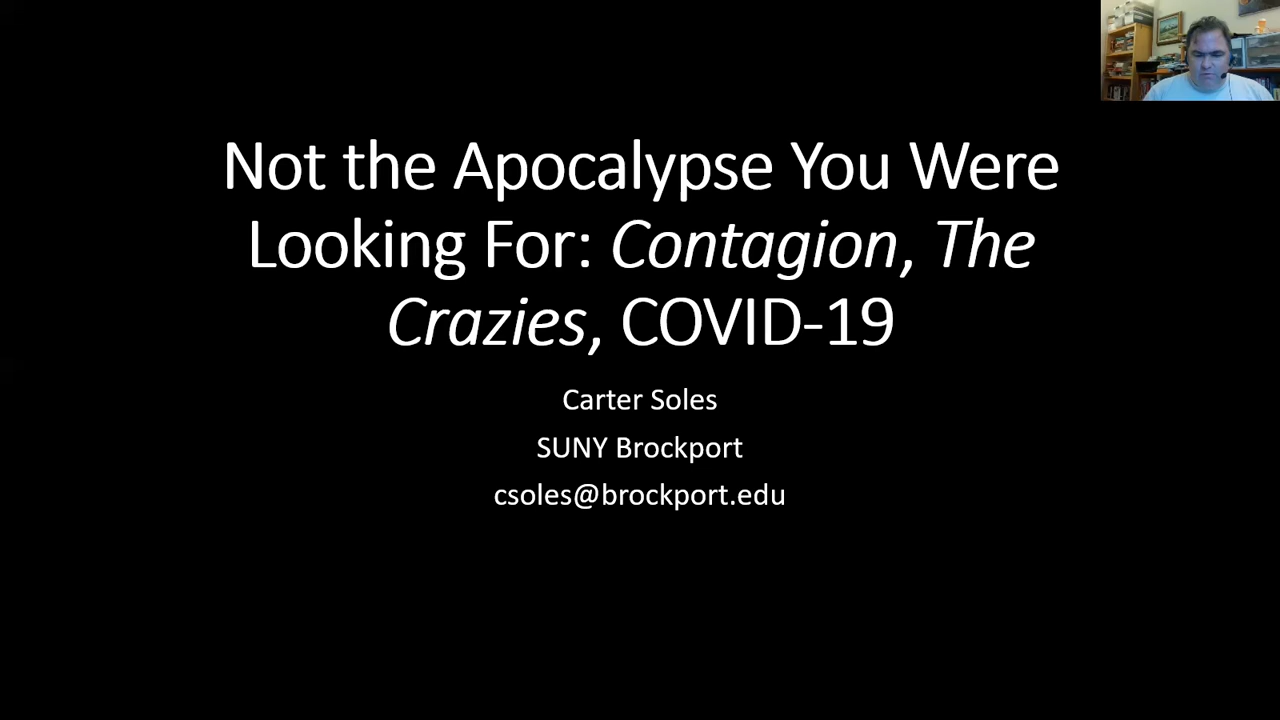 Not the Apocalypse You Were
Looking For: Contagion, The
Crazies, COVID-19
Carter Soles
SUNY Brockport
csoles@brockport.edu